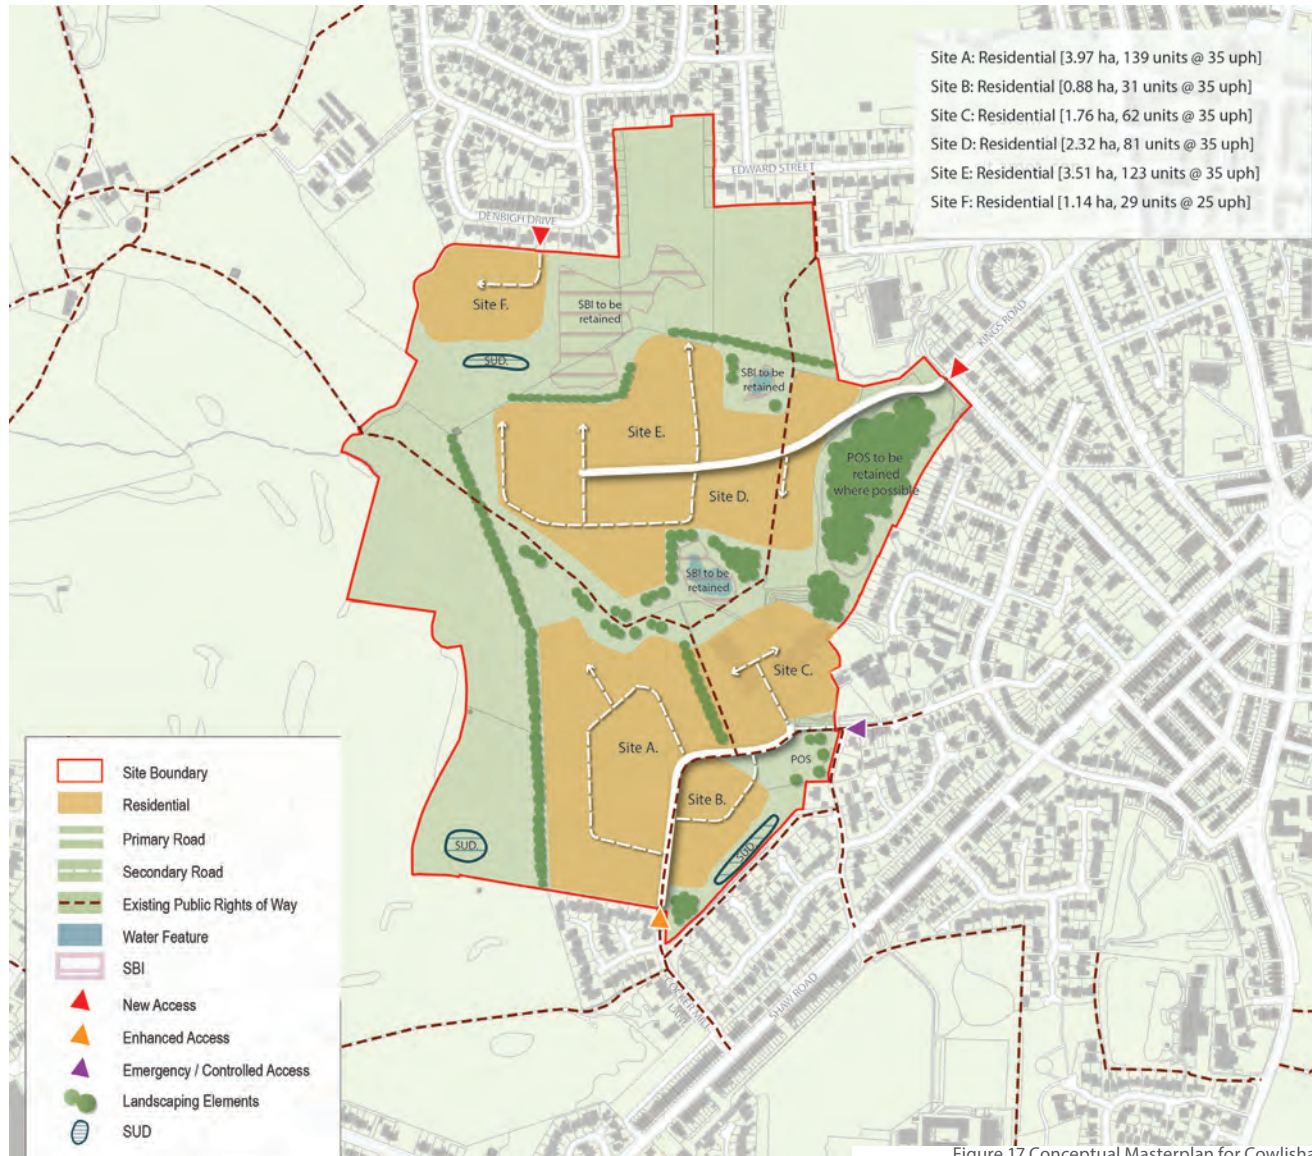 Site A: Residential [3.97 ha, 139 units @ 35 uph]
Site B: Residential [0.88 ha, 31 units @ 35 uph]
Site C: Residential [1.76 ha, 62 units @ 35 uph]
Site D: Residential [2.32 ha, 81 units @ 35 uph]
Site E: Residential [3.51 ha, 123 units @ 35 uph]
Site F: Residential [1.14 ha, 29 units @ 25 uph]
EDWARD STREET
DENBIGH DRIVE
Site F.
SBI to be
retained
KINGS ROAD
SUD.
SBI to be
retained
Site E.
POS to be
retained
where possible
Site D.
SBI to be
retained
Site C.
Site A.
POS
Site B.
SUD.
SUD.
SHAW ROAD
Site Boundary
Residential
Primary Road
Secondary Road
Existing Public Rights of Way
Water Feature
SBI
New Access
Enhanced Access
Emergency / Controlled Access
Landscaping Elements
SUD
Figure 17 Conceptual Masterplan for